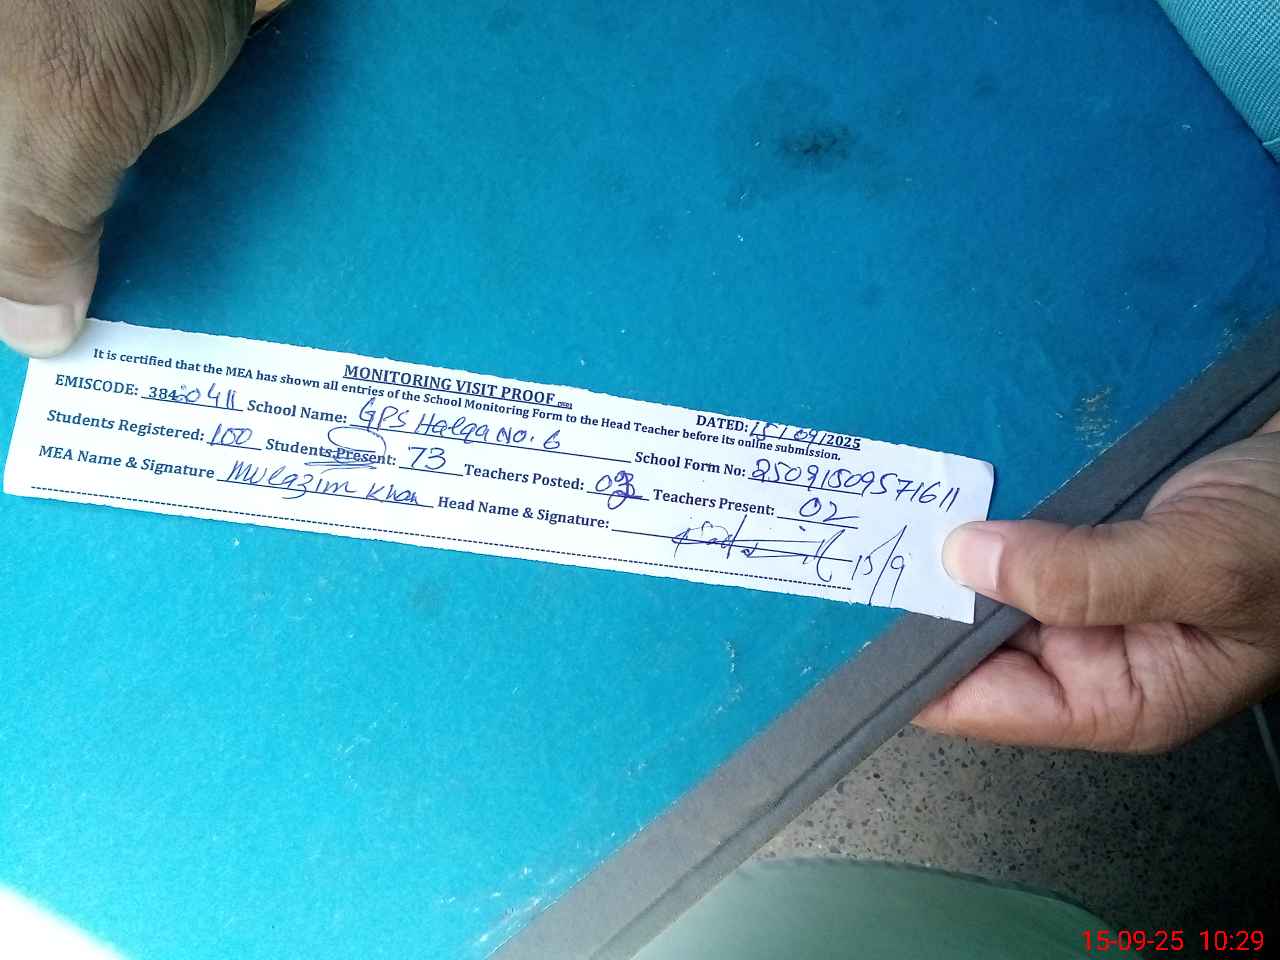 MONITORING VISIT PROOF
DATED: 15/09/2025
It is certified that the MEA has shown all entries of the School Monitoring Form to the Head Teacher before its online submission.
EMISCODE: 38420411 School Name: GPS Halqa No. 6 School Form No: 250915095711611
Students Registered: 100 Students Present: 73 Teachers Posted: 03 Teachers Present: 02
MEA Name & Signature Mulazim Khan Head Name & Signature: 15/9
15-09-25 10:29